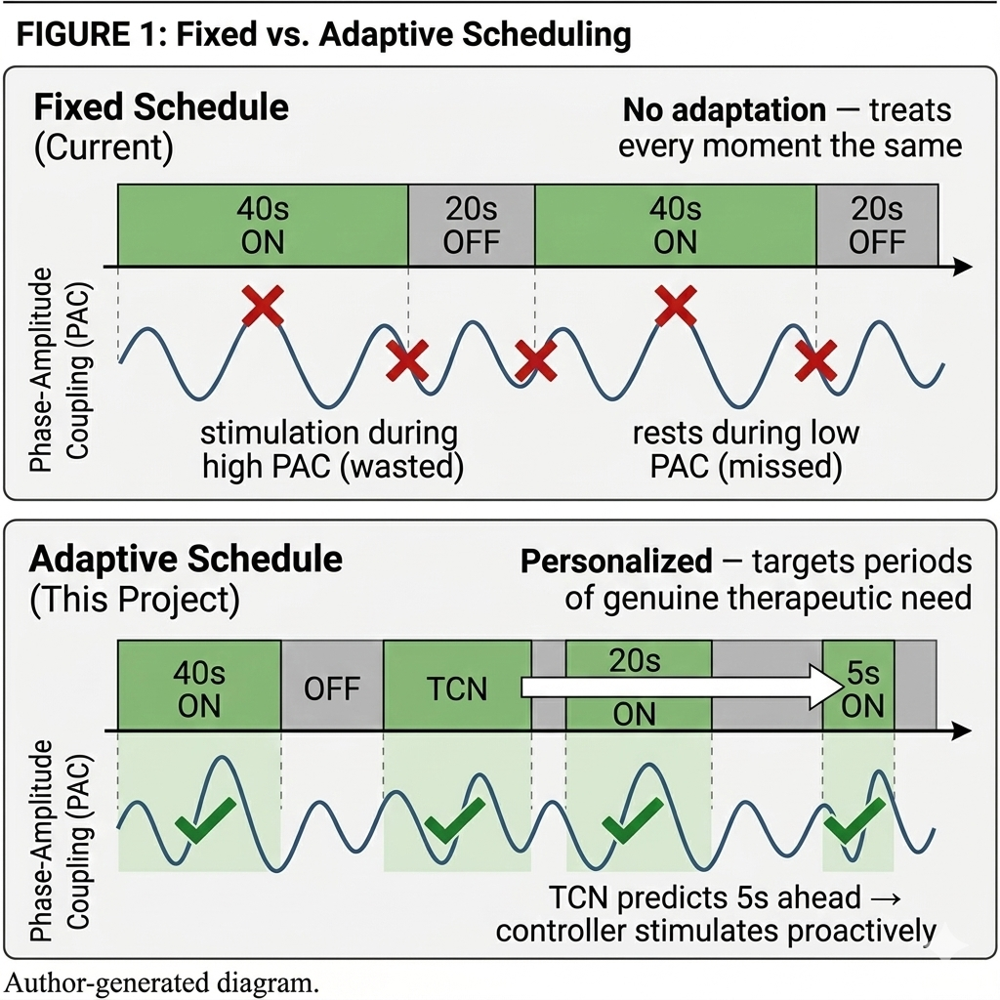 FIGURE 1: Fixed vs. Adaptive Scheduling
Fixed Schedule
(Current)
No adaptation — treats
every moment the same
40s
ON
20s
OFF
40s
ON
20s
OFF
Phase-Amplitude
Coupling (PAC)
stimulation during
high PAC (wasted)
rests during low
PAC (missed)
Adaptive Schedule
(This Project)
Personalized – targets periods
of genuine therapeutic need
40s
ON
OFF
TCN
20s
ON
5s
ON
Phase-Amplitude
Coupling (PAC)
TCN predicts 5s ahead →
controller stimulates proactively
Author-generated diagram.